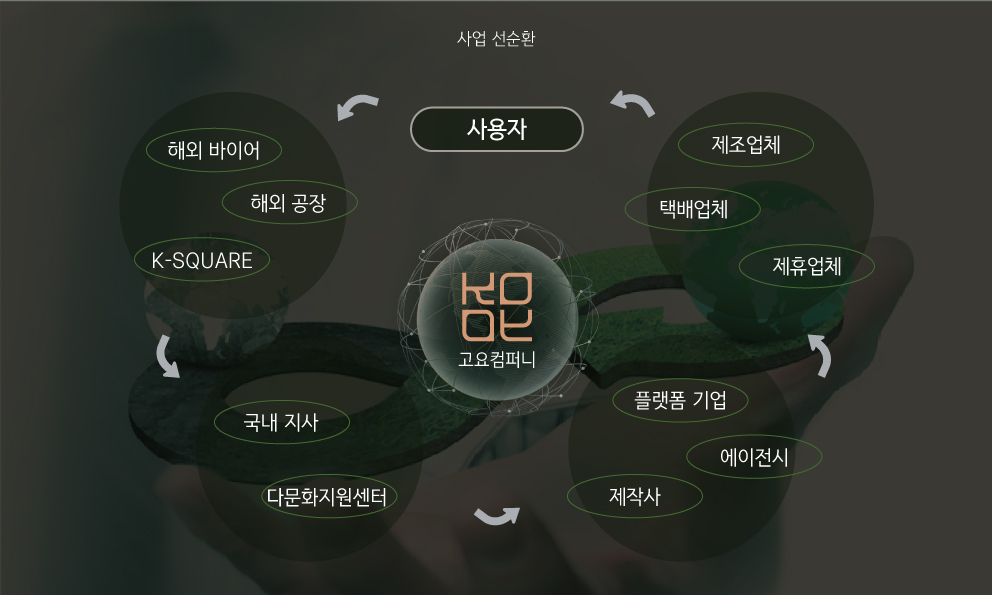 사업 선순환
사용자
해외 바이어
해외 공장
K-SQUARE
제조업체
택배업체
제휴업체
KO
OY
고요컴퍼니
국내 지사
다문화지원센터
플랫폼 기업
에이전시
제작사